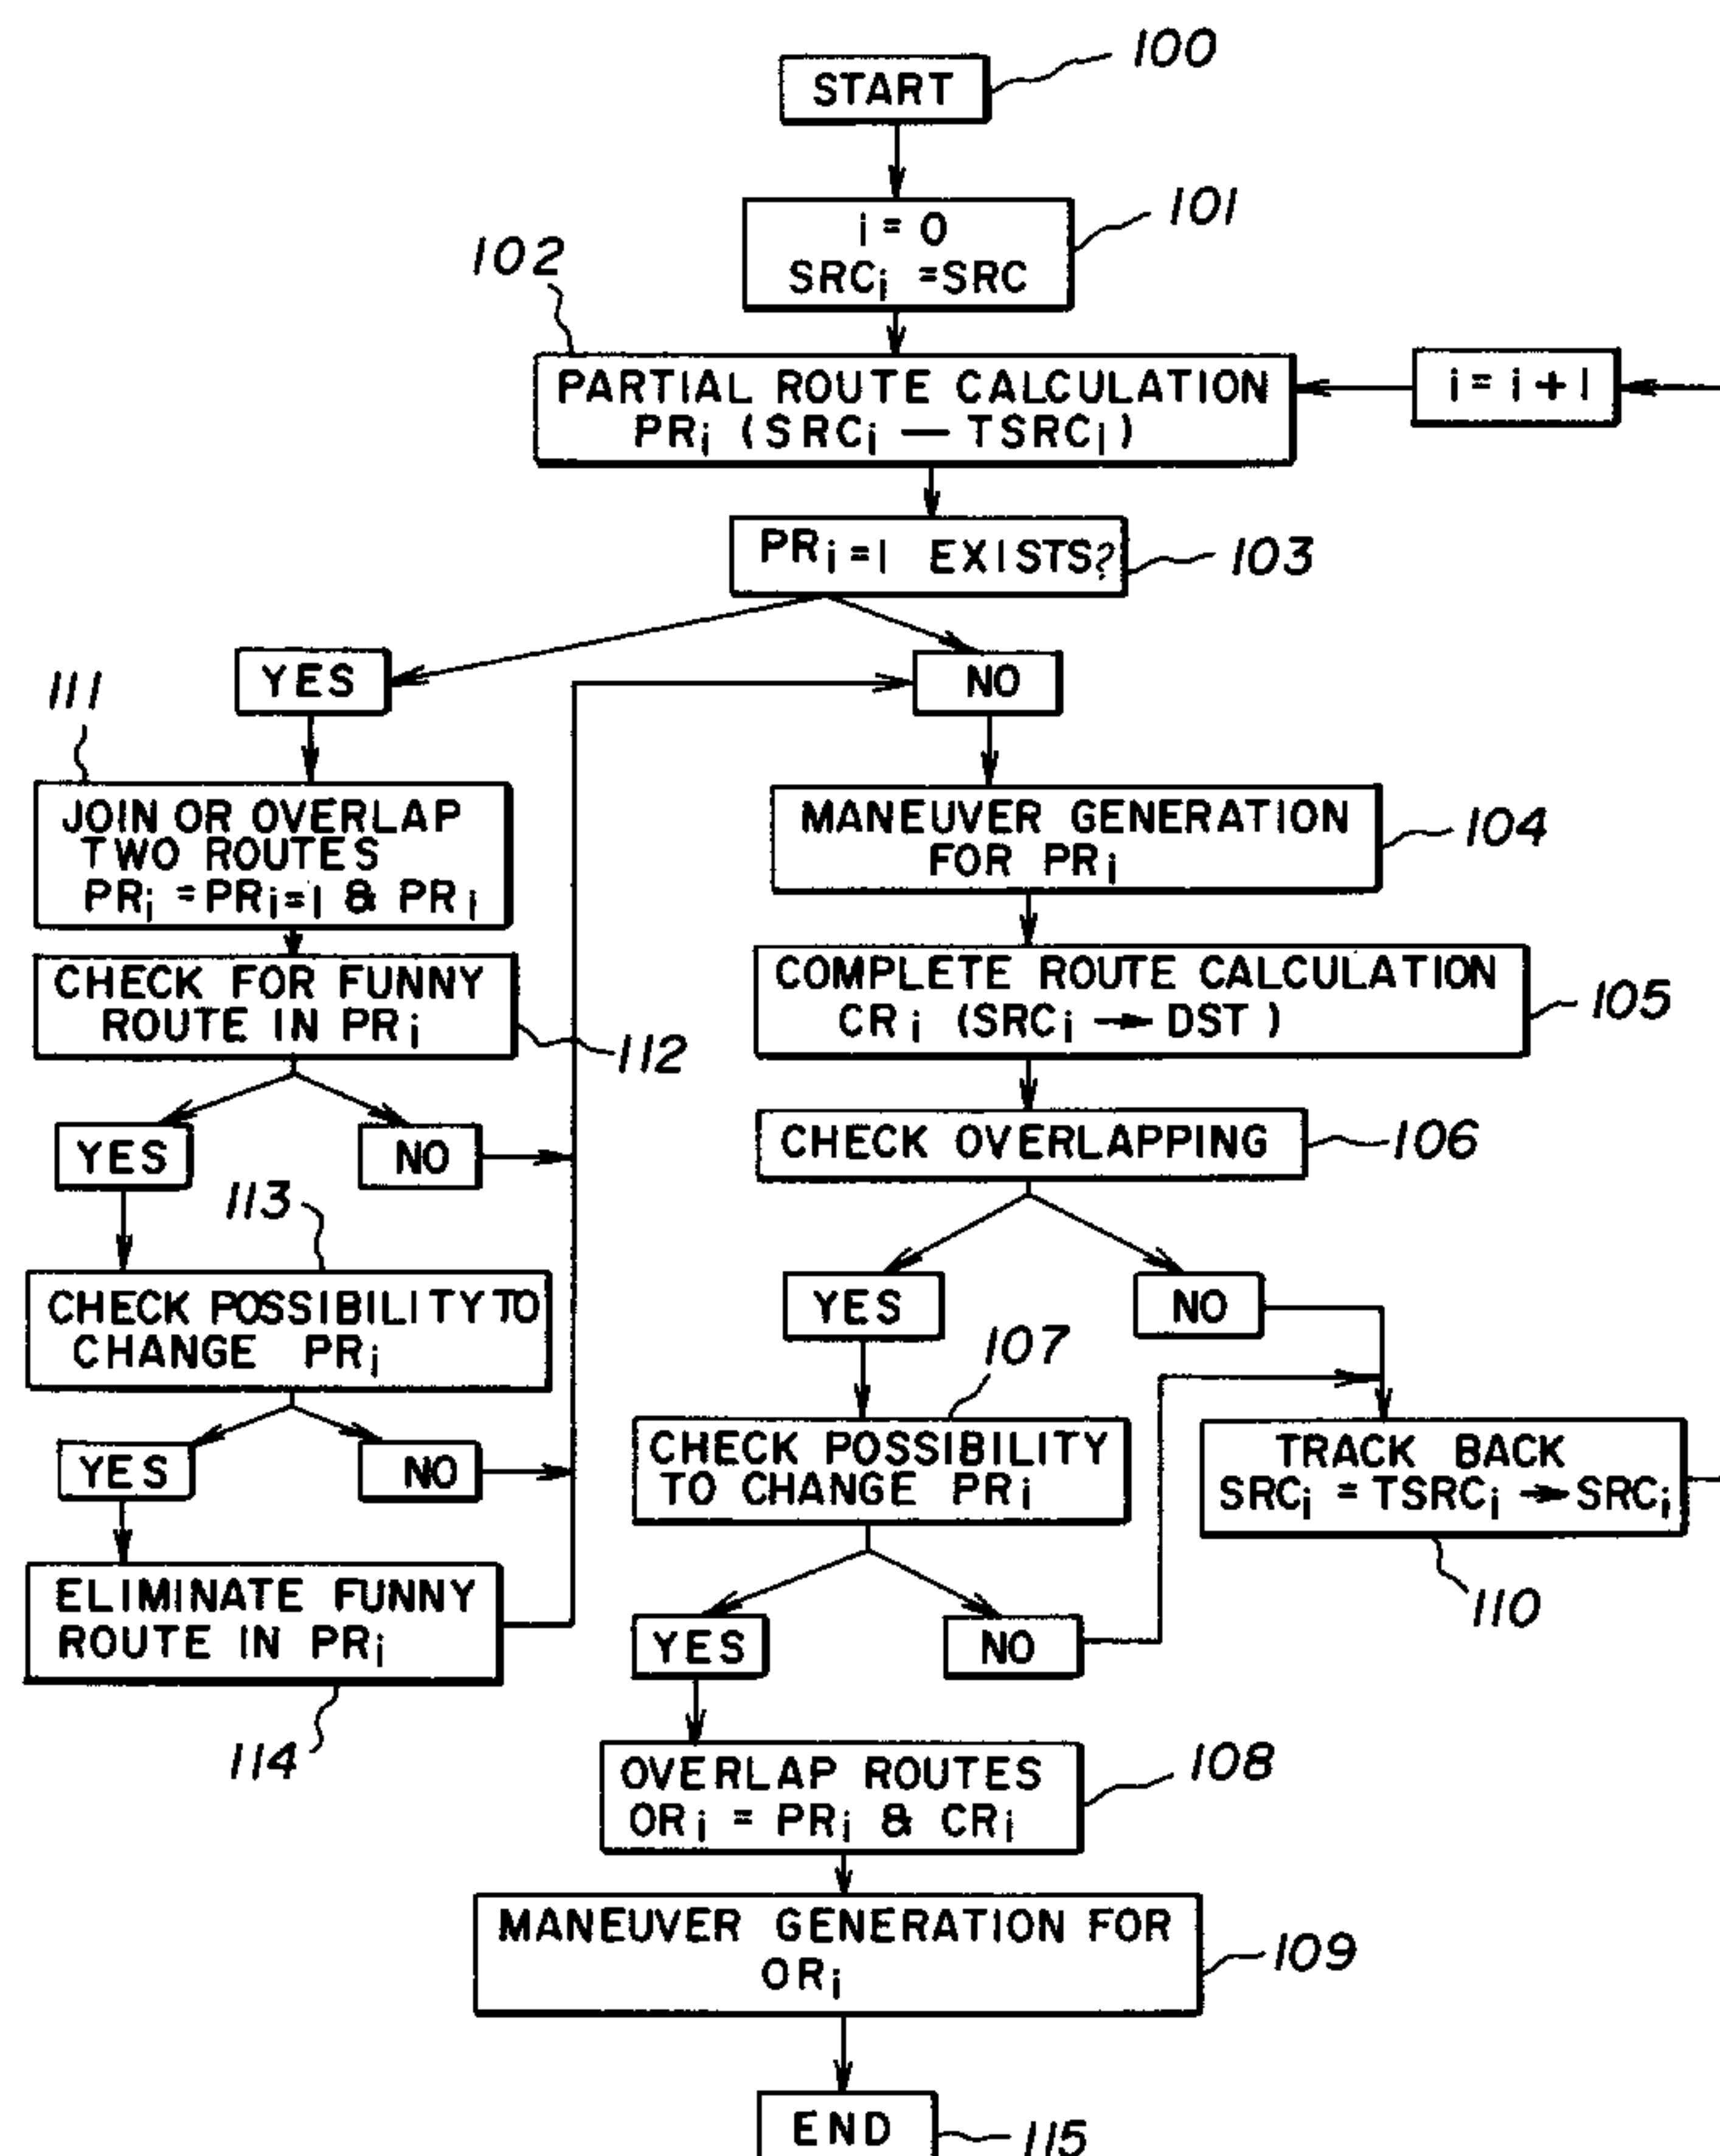 100
START
101
i = 0
SRCi =SRC
102
PARTIAL ROUTE CALCULATION
PRi (SRCi — TSRCi)
i = i + 1
PRi=1 EXISTS?
103
YES
NO
111
JOIN OR OVERLAP
TWO ROUTES
PRi =PRi=1 & PRi
MANEUVER GENERATION
FOR PRi
104
CHECK FOR FUNNY
ROUTE IN PRi
112
COMPLETE ROUTE CALCULATION
CRi (SRCi → DST )
105
YES
NO
CHECK OVERLAPPING
106
113
CHECK POSSIBILITY TO
CHANGE PRi
YES
NO
107
YES
NO
CHECK POSSIBILITY
TO CHANGE PRi
TRACK BACK
SRCi = TSRCi → SRCi
110
ELIMINATE FUNNY
ROUTE IN PRi
114
YES
NO
OVERLAP ROUTES
ORi = PRi & CRi
108
MANEUVER GENERATION FOR
ORi
109
END
115